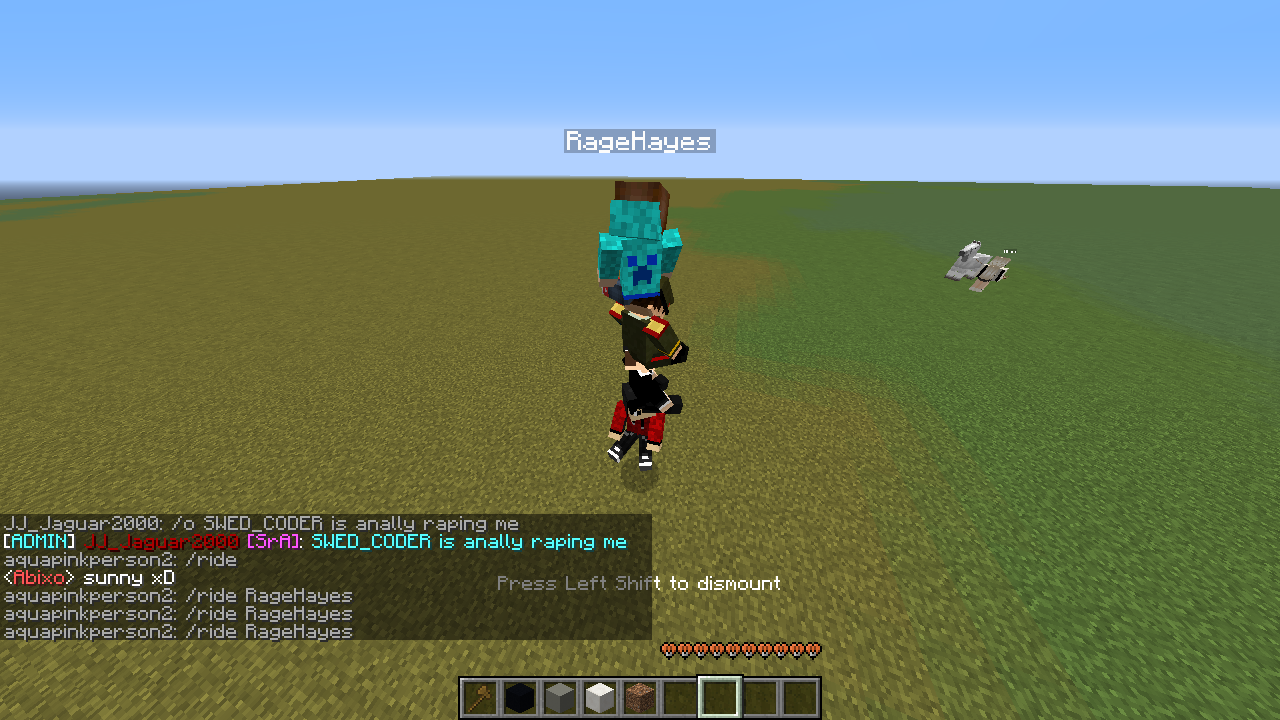 RageHayes
JJ_Jaguar2000: /o SWED_CODER is anally raping me
[ADMIN] JJ_Jaguar2000 [SrA]: SWED_CODER is anally raping me
aquapinkperson2: /ride
<Abixo> sunny xD
Press Left Shift to dismount
aquapinkperson2: /ride RageHayes
aquapinkperson2: /ride RageHayes
aquapinkperson2: /ride RageHayes